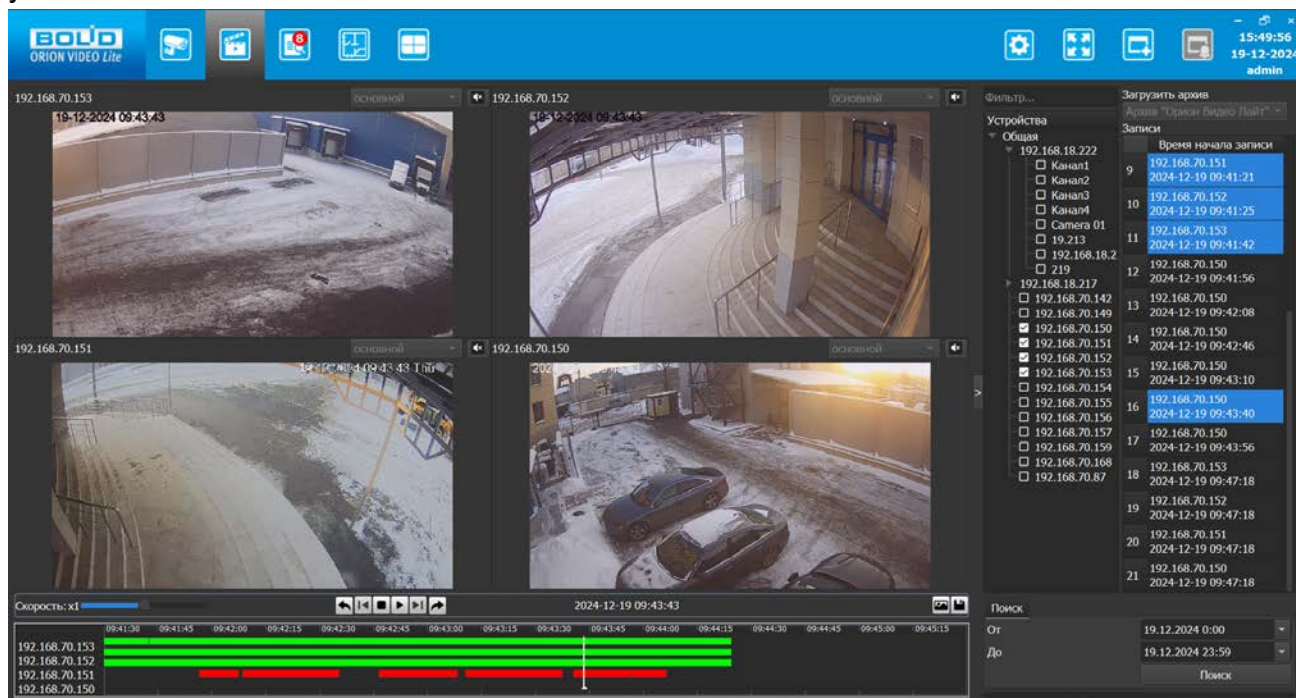 BOLID
ORION VIDEO Lite
8
15:49:56
19-12-2024
admin
192.168.70.153
основной
192.168.70.152
основной
19-12-2024 09:43:43
19-12-2024 09:43:43
192.168.70.151
основной
192.168.70.150
основной
09:43:43 Thu
202
Фильтр...
Устройства
Общая
192.168.18.222
Канал1
Канал2
Канал3
Канал4
Camera 01
19.213
192.168.18.2
219
192.168.18.217
192.168.70.142
192.168.70.149
192.168.70.150
192.168.70.151
192.168.70.152
192.168.70.153
192.168.70.154
192.168.70.155
192.168.70.156
192.168.70.157
192.168.70.159
192.168.70.168
192.168.70.87
Загрузить архив
Архив "Орион Видео Лайт"
Записи
Время начала записи
9 192.168.70.151
2024-12-19 09:41:21
10 192.168.70.152
2024-12-19 09:41:25
11 192.168.70.153
2024-12-19 09:41:42
12 192.168.70.150
2024-12-19 09:41:56
13 192.168.70.150
2024-12-19 09:42:08
14 192.168.70.150
2024-12-19 09:42:46
15 192.168.70.150
2024-12-19 09:43:10
16 192.168.70.150
2024-12-19 09:43:40
17 192.168.70.150
2024-12-19 09:43:56
18 192.168.70.153
2024-12-19 09:47:18
19 192.168.70.152
2024-12-19 09:47:18
20 192.168.70.151
2024-12-19 09:47:18
21 192.168.70.150
2024-12-19 09:47:18
Скорость: x1
2024-12-19 09:43:43
09:41:30 09:41:45 09:42:00 09:42:15 09:42:30 09:42:45 09:43:00 09:43:15 09:43:30 09:43:45 09:44:00 09:44:15 09:44:30 09:44:45 09:45:00 09:45:15
192.168.70.153
192.168.70.152
192.168.70.151
192.168.70.150
Поиск
От 19.12.2024 0:00
До 19.12.2024 23:59
Поиск